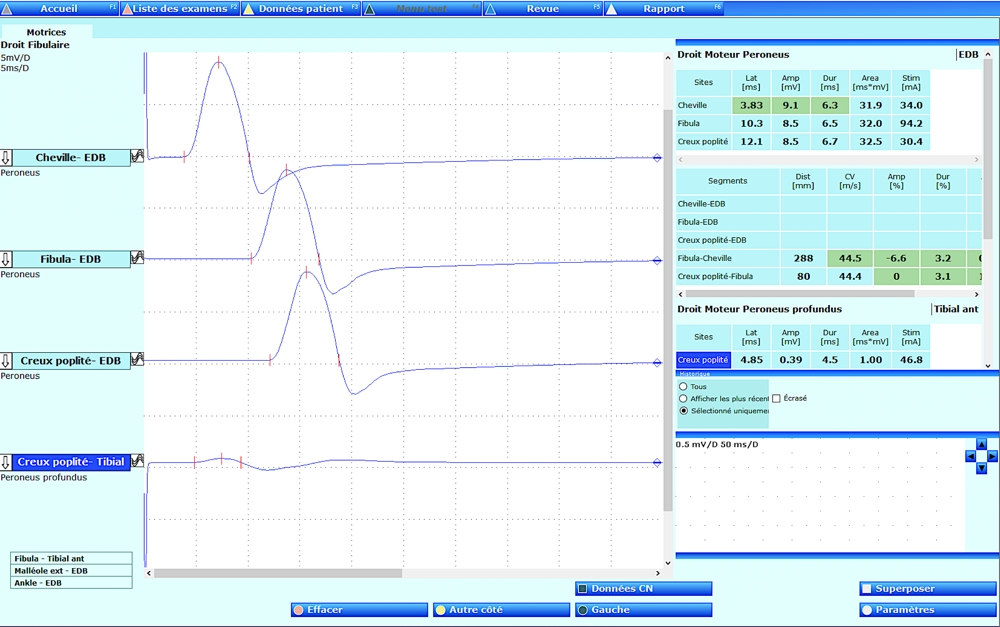 Accueil F1 Liste des examens F2 Données patient F3 Menu test F4 Revue F5 Rapport F6
Motrices
Droit Fibulaire
5mV/D
5ms/D
Cheville- EDB
Peroneus
Fibula- EDB
Peroneus
Creux poplité- EDB
Peroneus
Creux poplité- Tibial
Peroneus profundus
Fibula - Tibial ant
Malléole ext - EDB
Ankle - EDB
Droit Moteur Peroneus EDB
Sites Lat [ms] Amp [mV] Dur [ms] Area [ms*mV] Stim [mA]
Cheville 3.83 9.1 6.3 31.9 34.0
Fibula 10.3 8.5 6.5 32.0 94.2
Creux poplité 12.1 8.5 6.7 32.5 30.4
Segments Dist [mm] CV [m/s] Amp [%] Dur [%]
Cheville-EDB
Fibula-EDB
Creux poplité-EDB
Fibula-Cheville 288 44.5 -6.6 3.2
Creux poplité-Fibula 80 44.4 0 3.1
Droit Moteur Peroneus profundus Tibial ant
Sites Lat [ms] Amp [mV] Dur [ms] Area [ms*mV] Stim [mA]
Creux poplité 4.85 0.39 4.5 1.00 46.8
Historique
Tous
Afficher les plus récent Écrasé
Sélectionné uniquemen
0.5 mV/D 50 ms/D
Données CN Superposer
Effacer Autre côté Gauche Paramètres